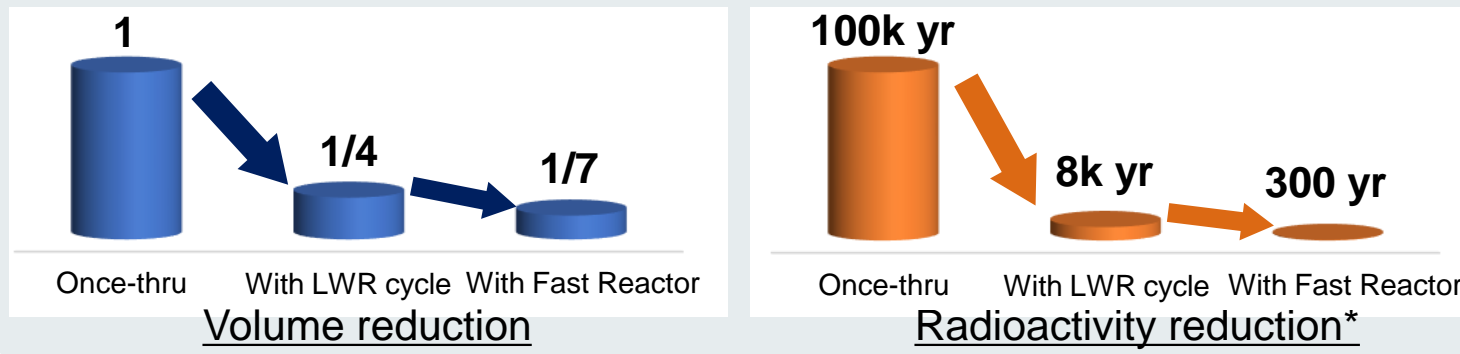 1
1/4
1/7
Once-thru With LWR cycle With Fast Reactor
Volume reduction
100k yr
8k yr
300 yr
Once-thru With LWR cycle With Fast Reactor
Radioactivity reduction*